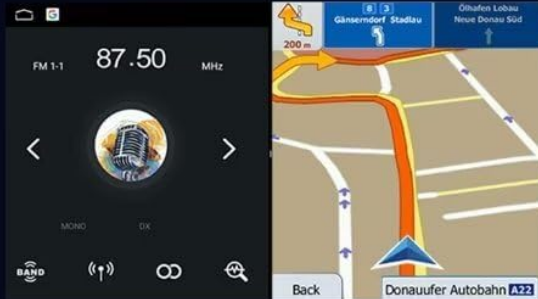 G
FM 1-1
87.50
MHz
MONO
DX
BAND
8 3
Gänserndorf Stadlau
Ölhafen Lobau
Neue Donau Süd
200 m
Back
Donauufer Autobahn A22